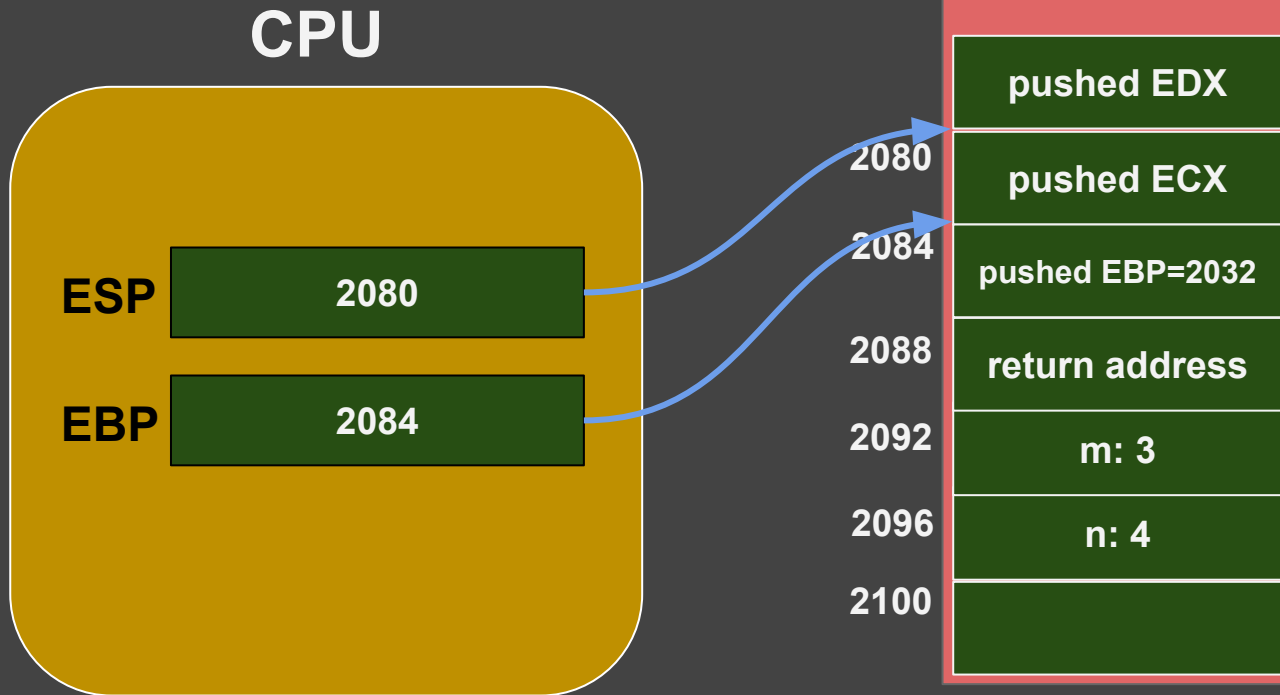 CPU
ESP
2080
EBP
2084
2080
2084
2088
2092
2096
2100
pushed EDX
pushed ECX
pushed EBP=2032
return address
m: 3
n: 4